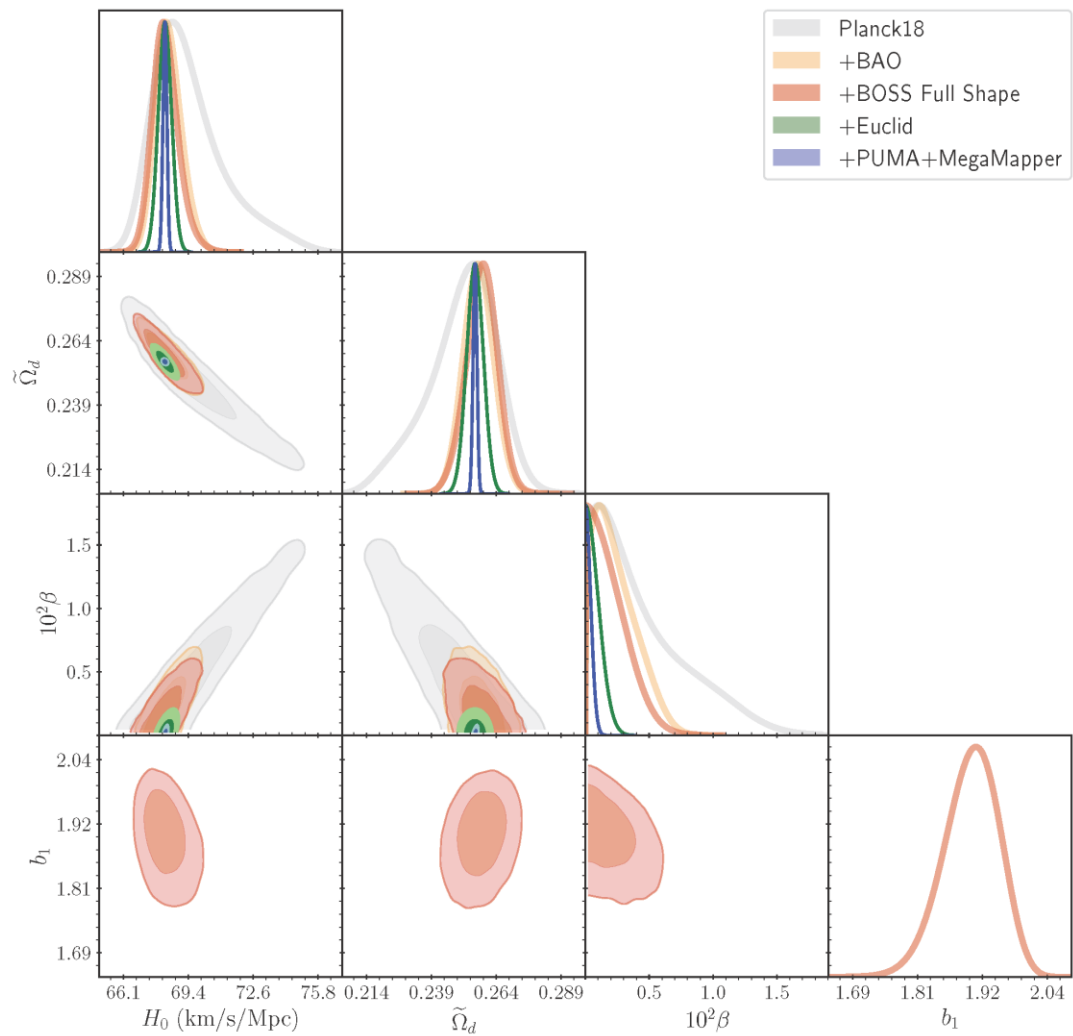 Planck18
+BAO
+BOSS Full Shape
+Euclid
+PUMA+MegaMapper
0.289
0.264
0.239
0.214
Ω̃_d
1.5
1.0
0.5
10²β
2.04
1.92
1.81
1.69
b₁
66.1 69.4 72.6 75.8 0.214 0.239 0.264 0.289 0.5 1.0 1.5 1.69 1.81 1.92 2.04
H₀ (km/s/Mpc) Ω̃_d 10²β b₁